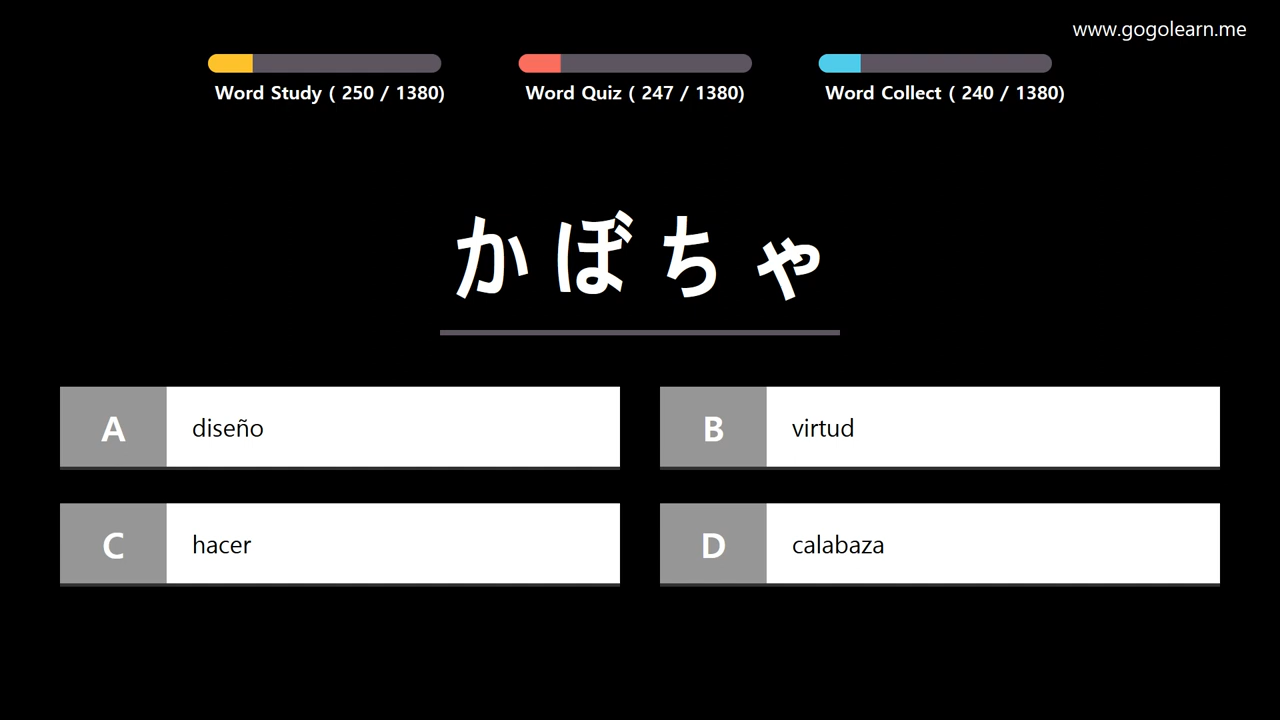 www.gogolearn.me
Word Study ( 250 / 1380)
Word Quiz ( 247 / 1380)
Word Collect ( 240 / 1380)
かぼちゃ
A diseño
B virtud
C hacer
D calabaza